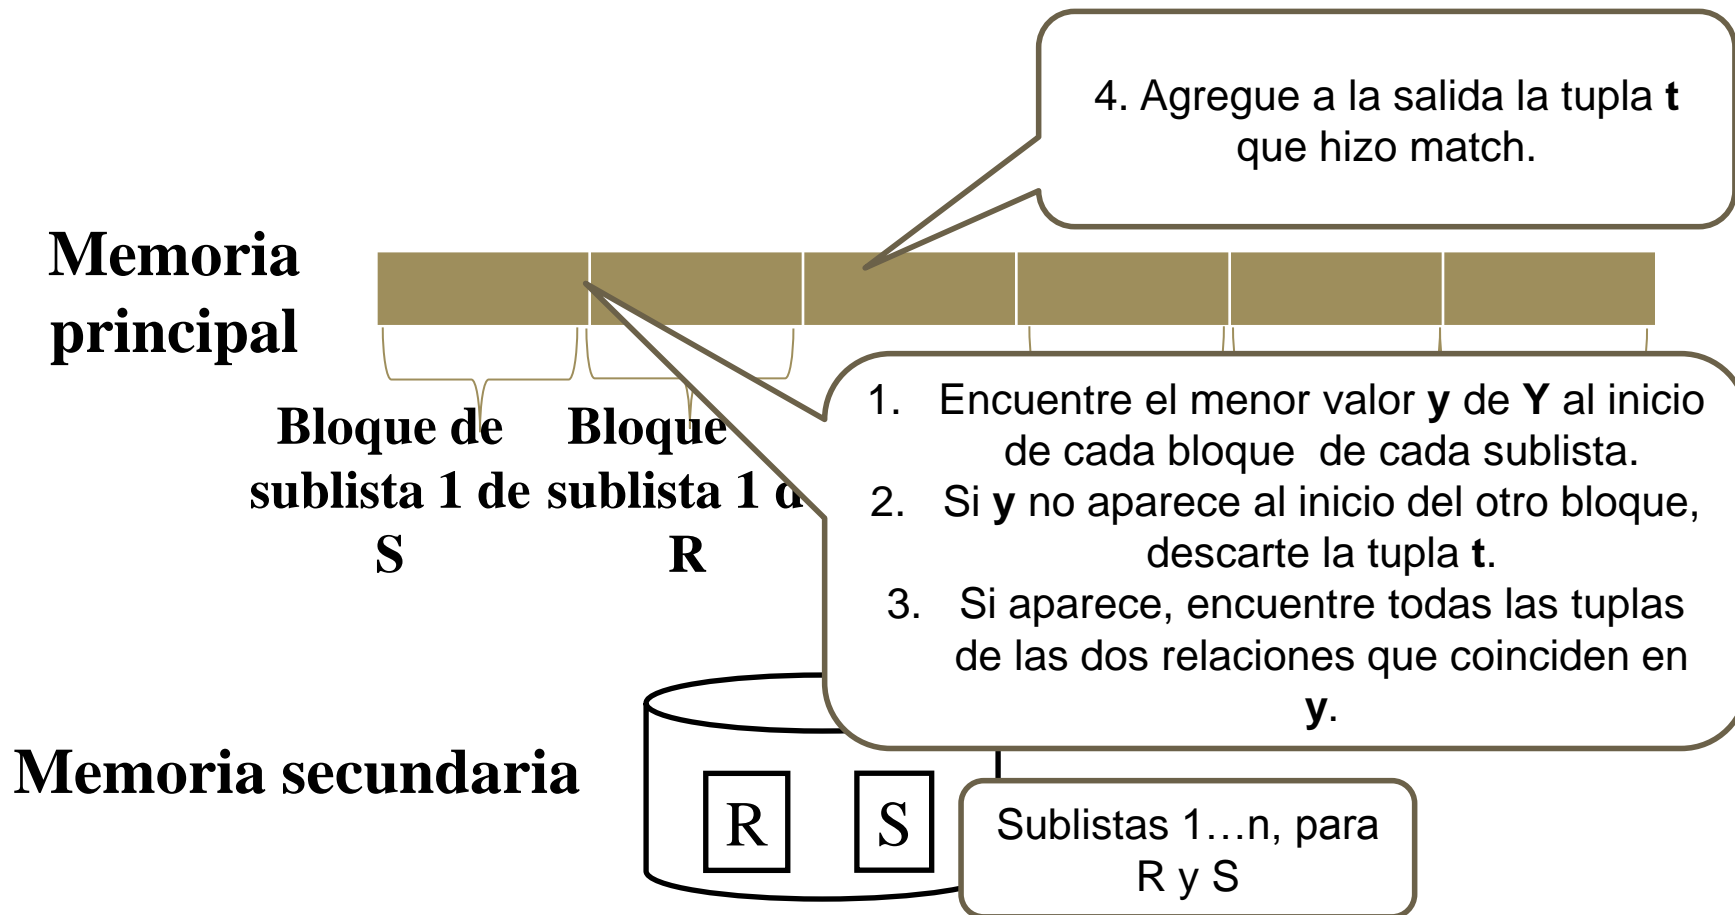 4. Agregue a la salida la tupla t
que hizo match.
Memoria
principal
Bloque de
sublista 1 de
S
Bloque
sublista 1 d
R
1. Encuentre el menor valor y de Y al inicio
de cada bloque de cada sublista.
2. Si y no aparece al inicio del otro bloque,
descarte la tupla t.
3. Si aparece, encuentre todas las tuplas
de las dos relaciones que coinciden en
y.
Memoria secundaria
R
S
Sublistas 1...n, para
R y S